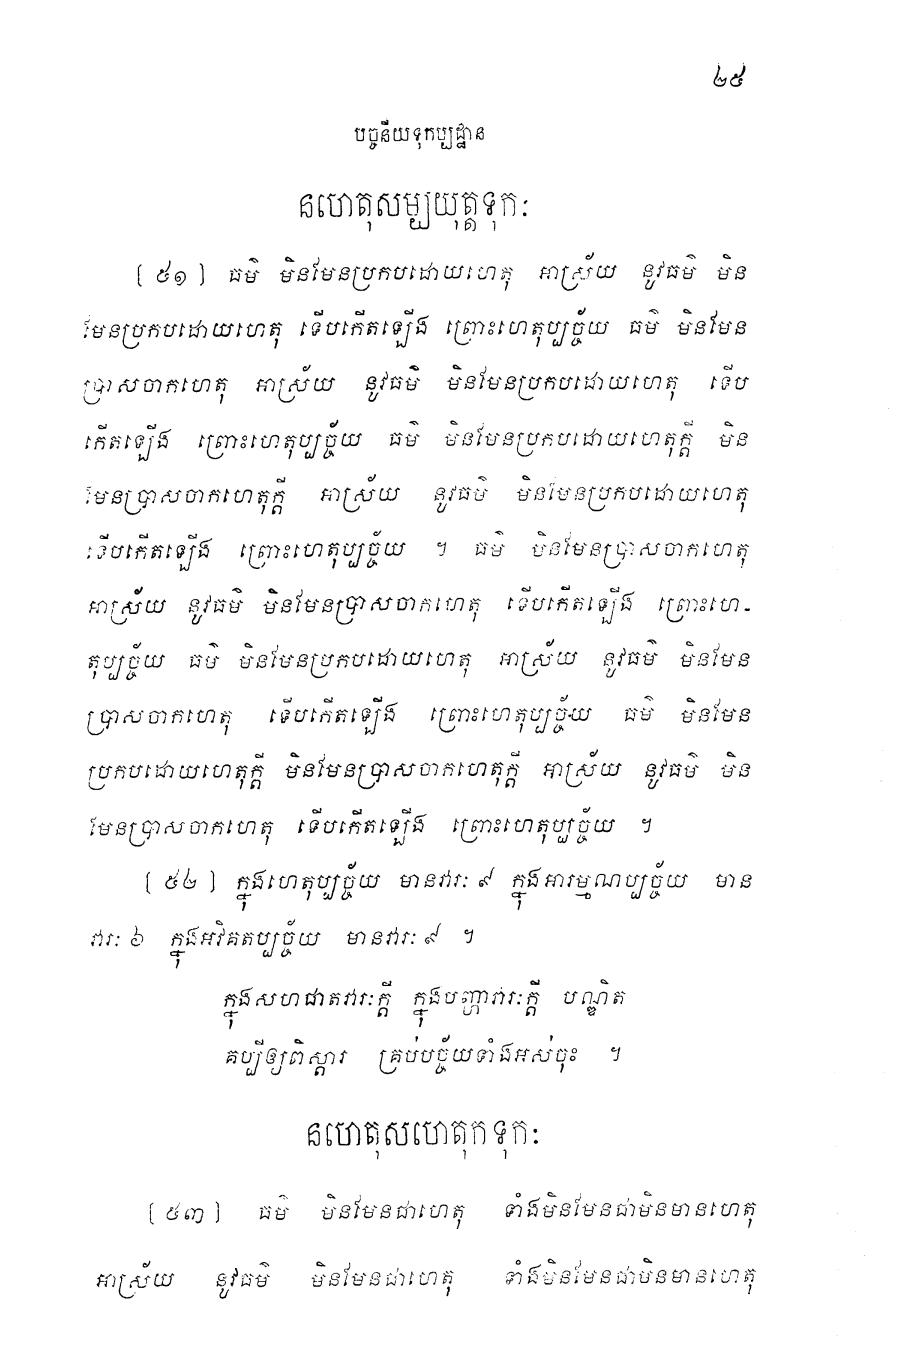 ២៥
បច្ចនីយទុកប្បដ្ឋាន
នហេតុសម្បយុត្តទុកៈ
[ ៥១ ] ធម៌ មិនមែនប្រកបដោយហេតុ អាស្រ័យ នូវធម៌ មិន
មែនប្រកបដោយហេតុ ទើបកើតឡើង ព្រោះហេតុប្បច្ច័យ ធម៌ មិនមែន
ប្រាសចាកហេតុ អាស្រ័យ នូវធម៌ មិនមែនប្រកបដោយហេតុ ទើប
កើតឡើង ព្រោះហេតុប្បច្ច័យ ធម៌ មិនមែនប្រកបដោយហេតុក្តី មិន
មែនប្រាសចាកហេតុក្តី អាស្រ័យ នូវធម៌ មិនមែនប្រកបដោយហេតុ
ទើបកើតឡើង ព្រោះហេតុប្បច្ច័យ ។ ធម៌ មិនមែនប្រាសចាកហេតុ
អាស្រ័យ នូវធម៌ មិនមែនប្រាសចាកហេតុ ទើបកើតឡើង ព្រោះហេ-
តុប្បច្ច័យ ធម៌ មិនមែនប្រកបដោយហេតុ អាស្រ័យ នូវធម៌ មិនមែន
ប្រាសចាកហេតុ ទើបកើតឡើង ព្រោះហេតុប្បច្ច័យ ធម៌ មិនមែន
ប្រកបដោយហេតុក្តី មិនមែនប្រាសចាកហេតុក្តី អាស្រ័យ នូវធម៌ មិន
មែនប្រាសចាកហេតុ ទើបកើតឡើង ព្រោះហេតុប្បច្ច័យ ។
[ ៥២ ] ក្នុងហេតុប្បច្ច័យ មានវារៈ ៩ ក្នុងអារម្មណប្បច្ច័យ មាន
វារៈ ៦ ក្នុងអវិគតប្បច្ច័យ មានវារៈ ៩ ។
ក្នុងសហជាតវារៈក្តី ក្នុងបញ្ហាវារៈក្តី បណ្ឌិត
គប្បីឲ្យពិស្តារ គ្រប់បច្ច័យទាំងអស់ចុះ ។
នហេតុសហេតុកទុកៈ
[ ៥៣ ] ធម៌ មិនមែនជាហេតុ ទាំងមិនមែនជាមិនមានហេតុ
អាស្រ័យ នូវធម៌ មិនមែនជាហេតុ ទាំងមិនមែនជាមិនមានហេតុ